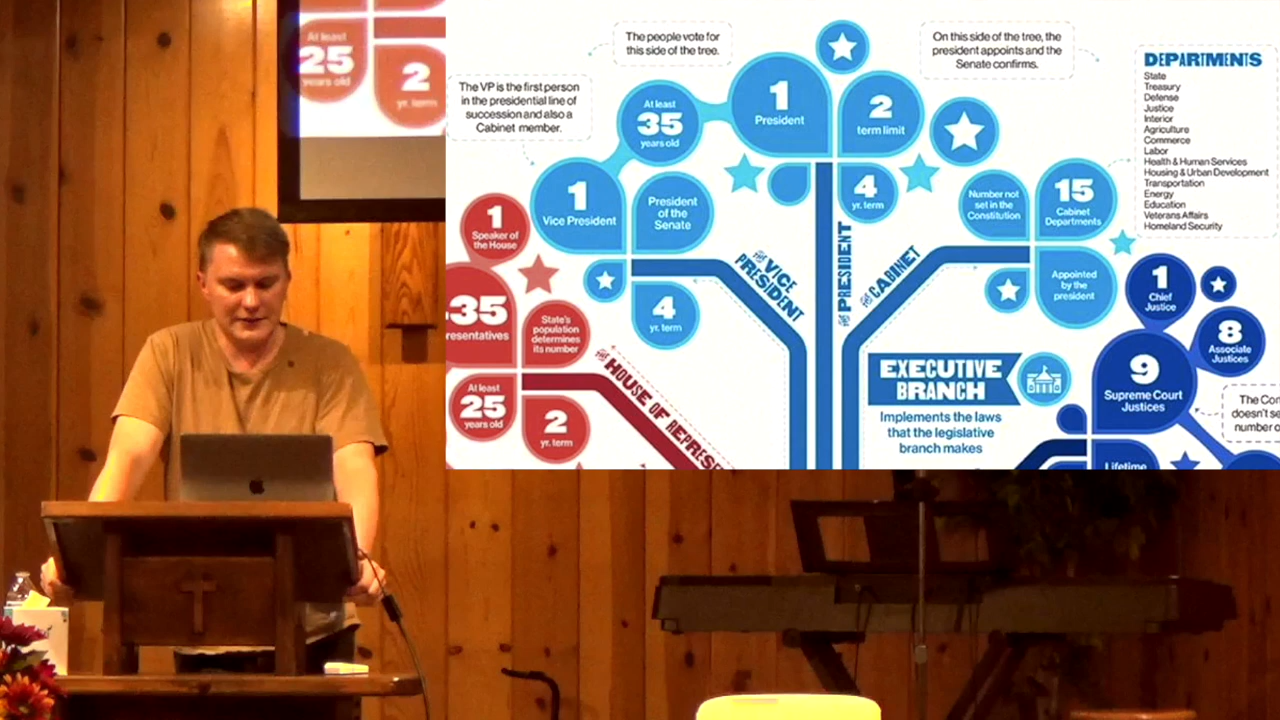 At least
25
years old
2
yr. term
The people vote for
this side of the tree.
On this side of the tree, the
president appoints and the
Senate confirms.
The VP is the first person
in the presidential line of
succession and also a
Cabinet member.
At least
35
years old
1
President
2
term limit
4
yr. term
1
Vice President
President
of the
Senate
4
yr. term
Number not
set in the
Constitution
15
Cabinet
Departments
Appointed
by the
president
DEPARTMENTS
State
Treasury
Defense
Justice
Interior
Agriculture
Commerce
Labor
Health & Human Services
Housing & Urban Development
Transportation
Energy
Education
Veterans Affairs
Homeland Security
THE VICE
PRESIDENT
THE PRESIDENT
THE CABINET
1
Speaker of
the House
35
State's
population
determines
its number
At least
25
years old
2
yr. term
THE HOUSE OF
EXECUTIVE
BRANCH
Implements the laws
that the legislative
branch makes
1
Chief
Justice
8
Associate
Justices
9
Supreme Court
Justices
The
Lifetime